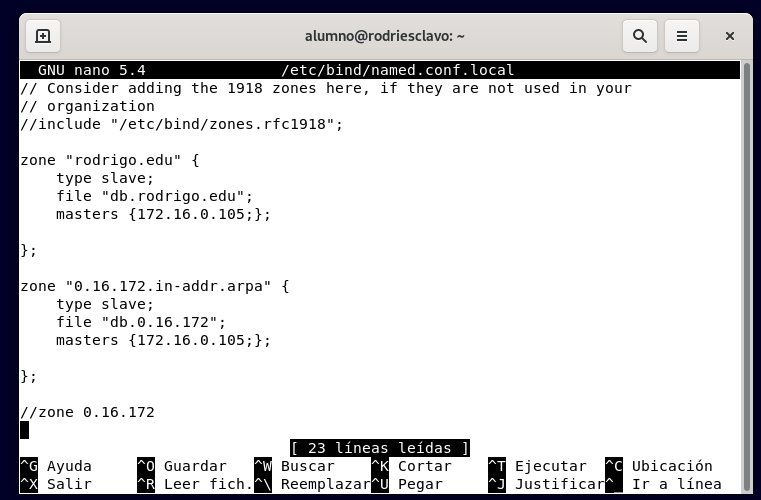 alumno@rodriesclavo: ~
GNU nano 5.4 /etc/bind/named.conf.local
// Consider adding the 1918 zones here, if they are not used in your
// organization
//include "/etc/bind/zones.rfc1918";
zone "rodrigo.edu" {
    type slave;
    file "db.rodrigo.edu";
    masters {172.16.0.105;};
};
zone "0.16.172.in-addr.arpa" {
    type slave;
    file "db.0.16.172";
    masters {172.16.0.105;};
};
//zone 0.16.172
[ 23 líneas leídas ]
^G Ayuda ^O Guardar ^W Buscar ^K Cortar ^T Ejecutar ^C Ubicación
^X Salir ^R Leer fich. ^\ Reemplazar ^U Pegar ^J Justificar ^_ Ir a línea